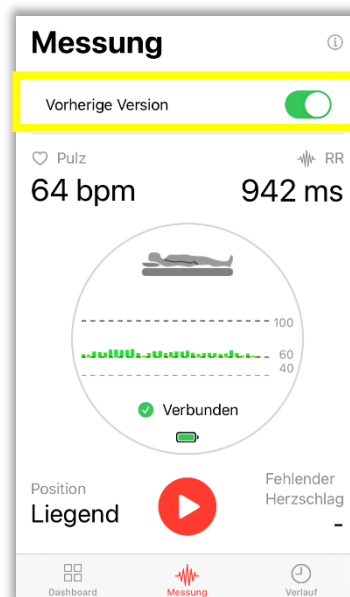 Messung
Vorherige Version
Pulz
RR
64 bpm
942 ms
100
60
40
Verbunden
Position
Liegend
Fehlender
Herzschlag
-
Dashboard
Messung
Verlauf